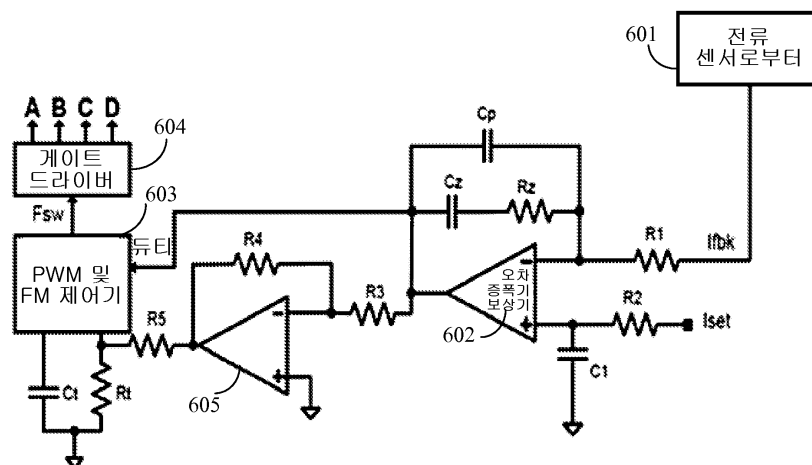 601
전류
센서로부터
A B C D
604
게이트
드라이버
Fsw
603
듀티
PWM 및
FM 제어기
Cp
Cz
Rz
R4
R1
Ifbk
오차
증폭기
보상기
602
R3
R2
Iset
R5
605
C1
Ct
Rt